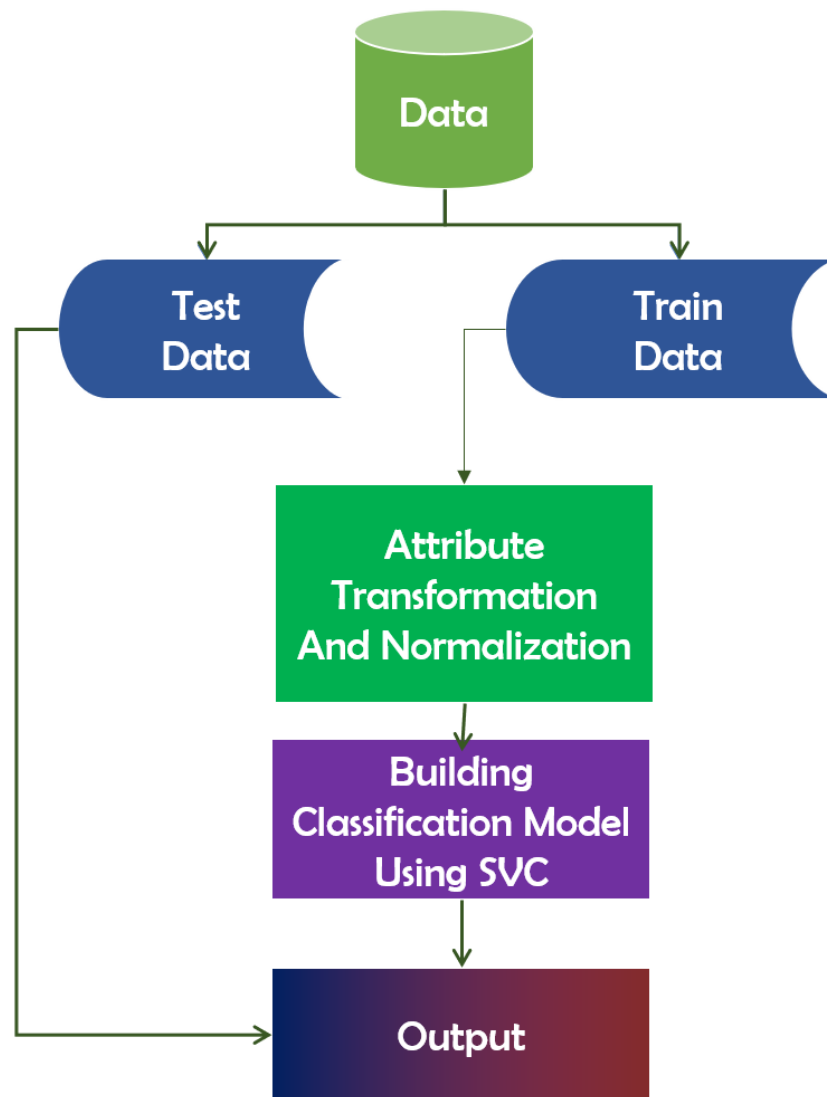 Data
Test
Data
Train
Data
Attribute
Transformation
And Normalization
Building
Classification Model
Using SVC
Output